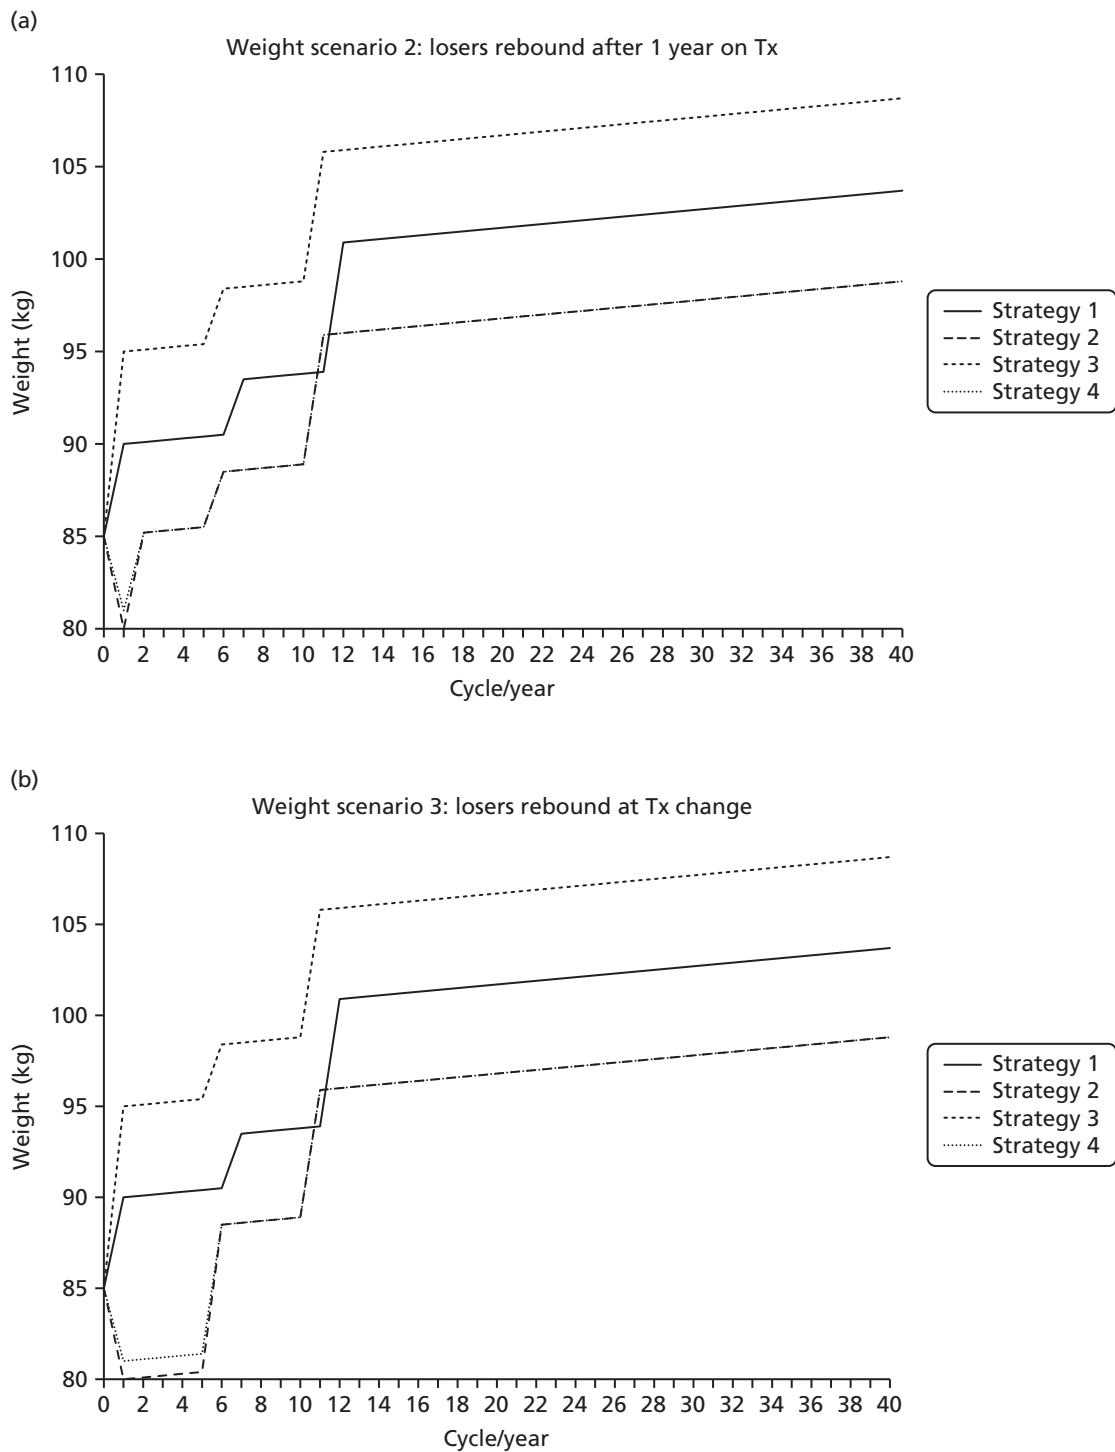 (a)
Weight scenario 2: losers rebound after 1 year on Tx
110
105
100
95
90
85
80
Weight (kg)
0 2 4 6 8 10 12 14 16 18 20 22 24 26 28 30 32 34 36 38 40
Cycle/year
Strategy 1
Strategy 2
Strategy 3
Strategy 4
(b)
Weight scenario 3: losers rebound at Tx change
110
105
100
95
90
85
80
Weight (kg)
0 2 4 6 8 10 12 14 16 18 20 22 24 26 28 30 32 34 36 38 40
Cycle/year
Strategy 1
Strategy 2
Strategy 3
Strategy 4